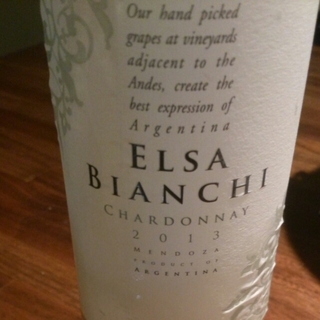 Our hand picked
grapes at vineyards
adjacent to the
Andes, create the
best expression of
Argentina
ELSA
BIANCHI
CHARDONNAY
2013
MENDOZA
PRODUCT OF
ARGENTINA